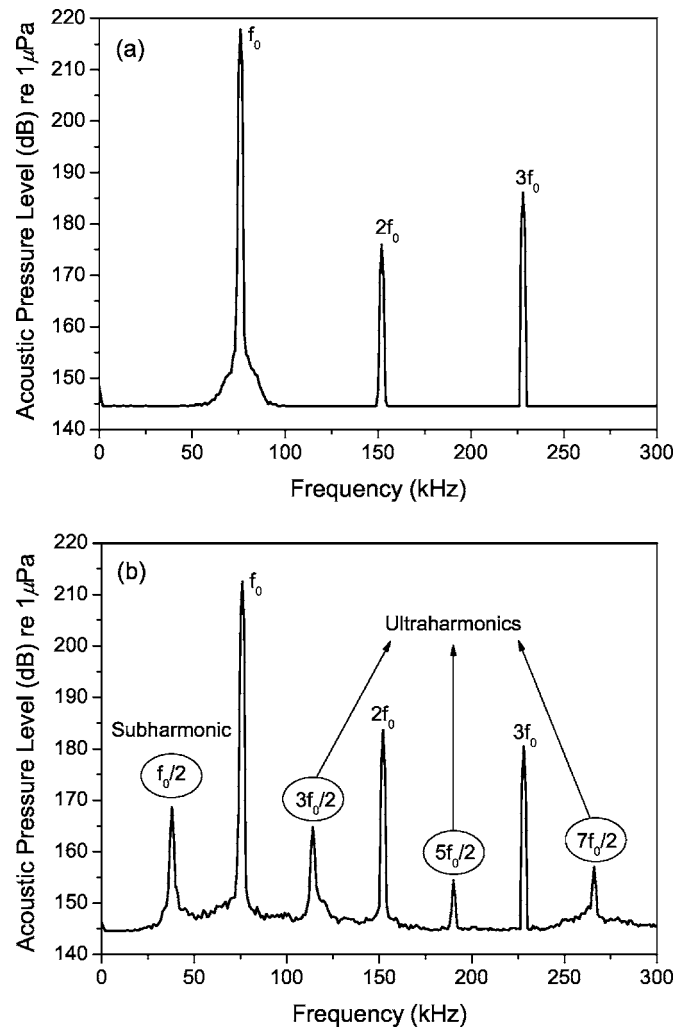 (a)
Acoustic Pressure Level (dB) re 1µPa
220
210
200
190
180
170
160
150
140
f₀
2f₀
3f₀
0 50 100 150 200 250 300
Frequency (kHz)
(b)
Acoustic Pressure Level (dB) re 1µPa
220
210
200
190
180
170
160
150
140
f₀
Ultraharmonics
Subharmonic
2f₀
3f₀
f₀/2
3f₀/2
5f₀/2
7f₀/2
0 50 100 150 200 250 300
Frequency (kHz)